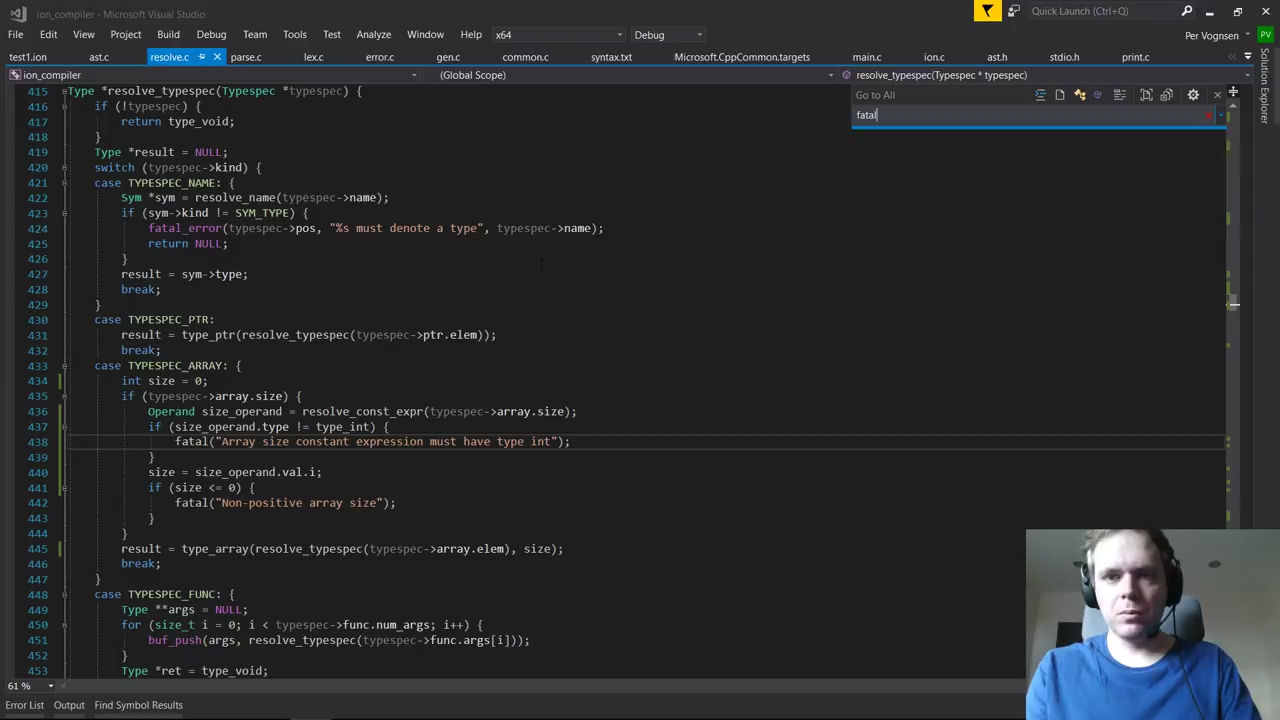 ion_compiler - Microsoft Visual Studio
Quick Launch (Ctrl+Q)
File Edit View Project Build Debug Team Tools Test Analyze Window Help x64 Debug Per Vognsen PV
test1.ion ast.c resolve.c parse.c lex.c error.c gen.c common.c syntax.txt Microsoft.CppCommon.targets main.c ion.c ast.h stdio.h print.c
ion_compiler (Global Scope) resolve_typespec(Typespec * typespec)
Go to All
fatal
Solution Explorer
415 Type *resolve_typespec(Typespec *typespec) {
416 if (!typespec) {
417 return type_void;
418 }
419 Type *result = NULL;
420 switch (typespec->kind) {
421 case TYPESPEC_NAME: {
422 Sym *sym = resolve_name(typespec->name);
423 if (sym->kind != SYM_TYPE) {
424 fatal_error(typespec->pos, "%s must denote a type", typespec->name);
425 return NULL;
426 }
427 result = sym->type;
428 break;
429 }
430 case TYPESPEC_PTR:
431 result = type_ptr(resolve_typespec(typespec->ptr.elem));
432 break;
433 case TYPESPEC_ARRAY: {
434 int size = 0;
435 if (typespec->array.size) {
436 Operand size_operand = resolve_const_expr(typespec->array.size);
437 if (size_operand.type != type_int) {
438 fatal("Array size constant expression must have type int");
439 }
440 size = size_operand.val.i;
441 if (size <= 0) {
442 fatal("Non-positive array size");
443 }
444 }
445 result = type_array(resolve_typespec(typespec->array.elem), size);
446 break;
447 }
448 case TYPESPEC_FUNC: {
449 Type **args = NULL;
450 for (size_t i = 0; i < typespec->func.num_args; i++) {
451 buf_push(args, resolve_typespec(typespec->func.args[i]));
452 }
453 Type *ret = type_void;
61 %
Error List Output Find Symbol Results